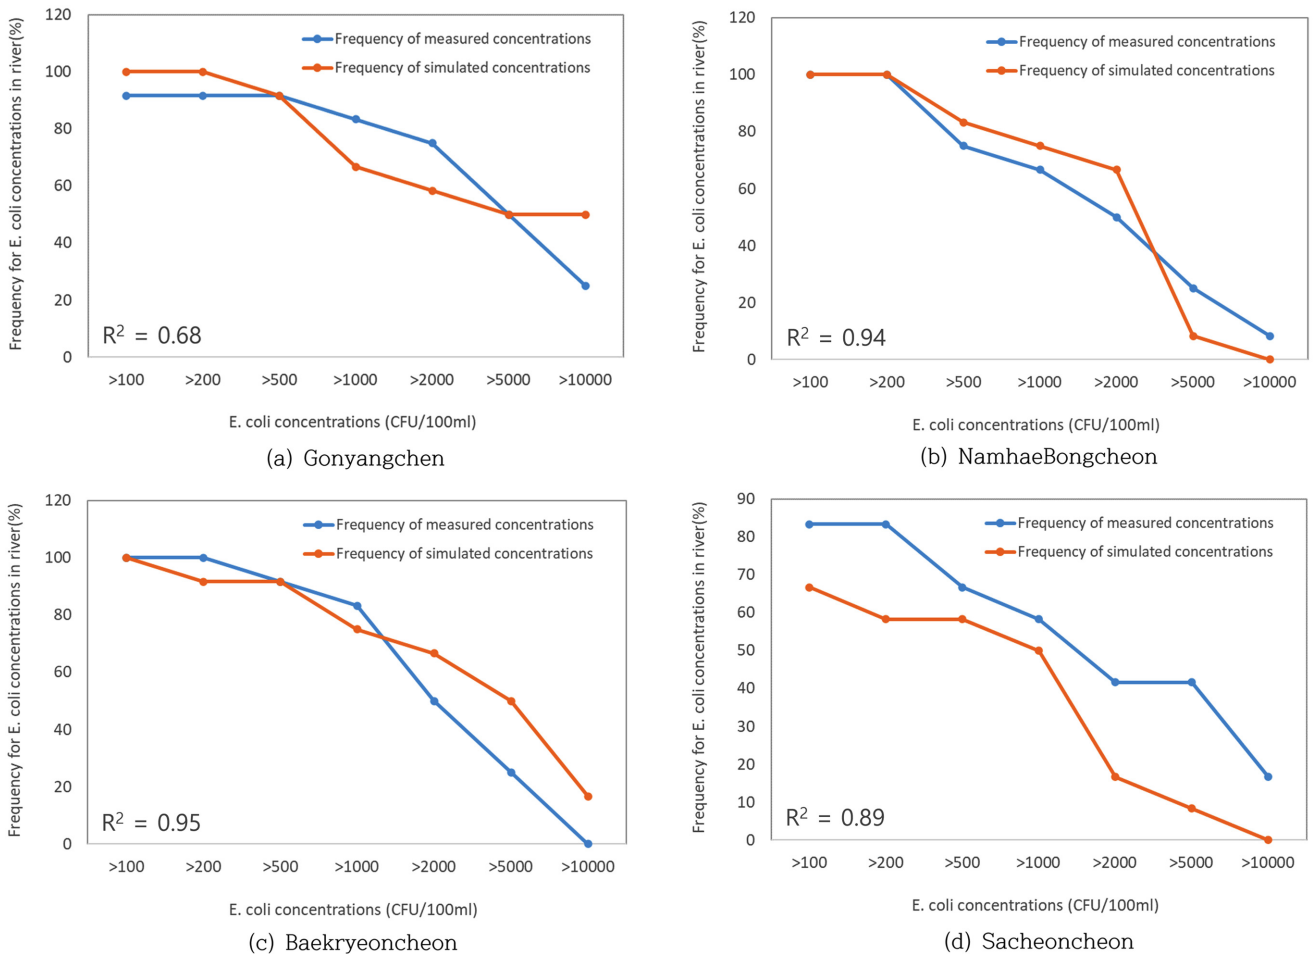 Frequency for E. coli concentrations in river(%)
120
100
80
60
40
20
0
Frequency of measured concentrations
Frequency of simulated concentrations
R² = 0.68
>100 >200 >500 >1000 >2000 >5000 >10000
E. coli concentrations (CFU/100ml)
(a) Gonyangchen
Frequency for E. coli concentrations in river(%)
120
100
80
60
40
20
0
Frequency of measured concentrations
Frequency of simulated concentrations
R² = 0.94
>100 >200 >500 >1000 >2000 >5000 >10000
E. coli concentrations (CFU/100ml)
(b) NamhaeBongcheon
Frequency for E. coli concentrations in river(%)
120
100
80
60
40
20
0
Frequency of measured concentrations
Frequency of simulated concentrations
R² = 0.95
>100 >200 >500 >1000 >2000 >5000 >10000
E. coli concentrations (CFU/100ml)
(c) Baekryeoncheon
Frequency for E. coli concentrations in river(%)
90
80
70
60
50
40
30
20
10
0
Frequency of measured concentrations
Frequency of simulated concentrations
R² = 0.89
>100 >200 >500 >1000 >2000 >5000 >10000
E. coli concentrations (CFU/100ml)
(d) Sacheoncheon